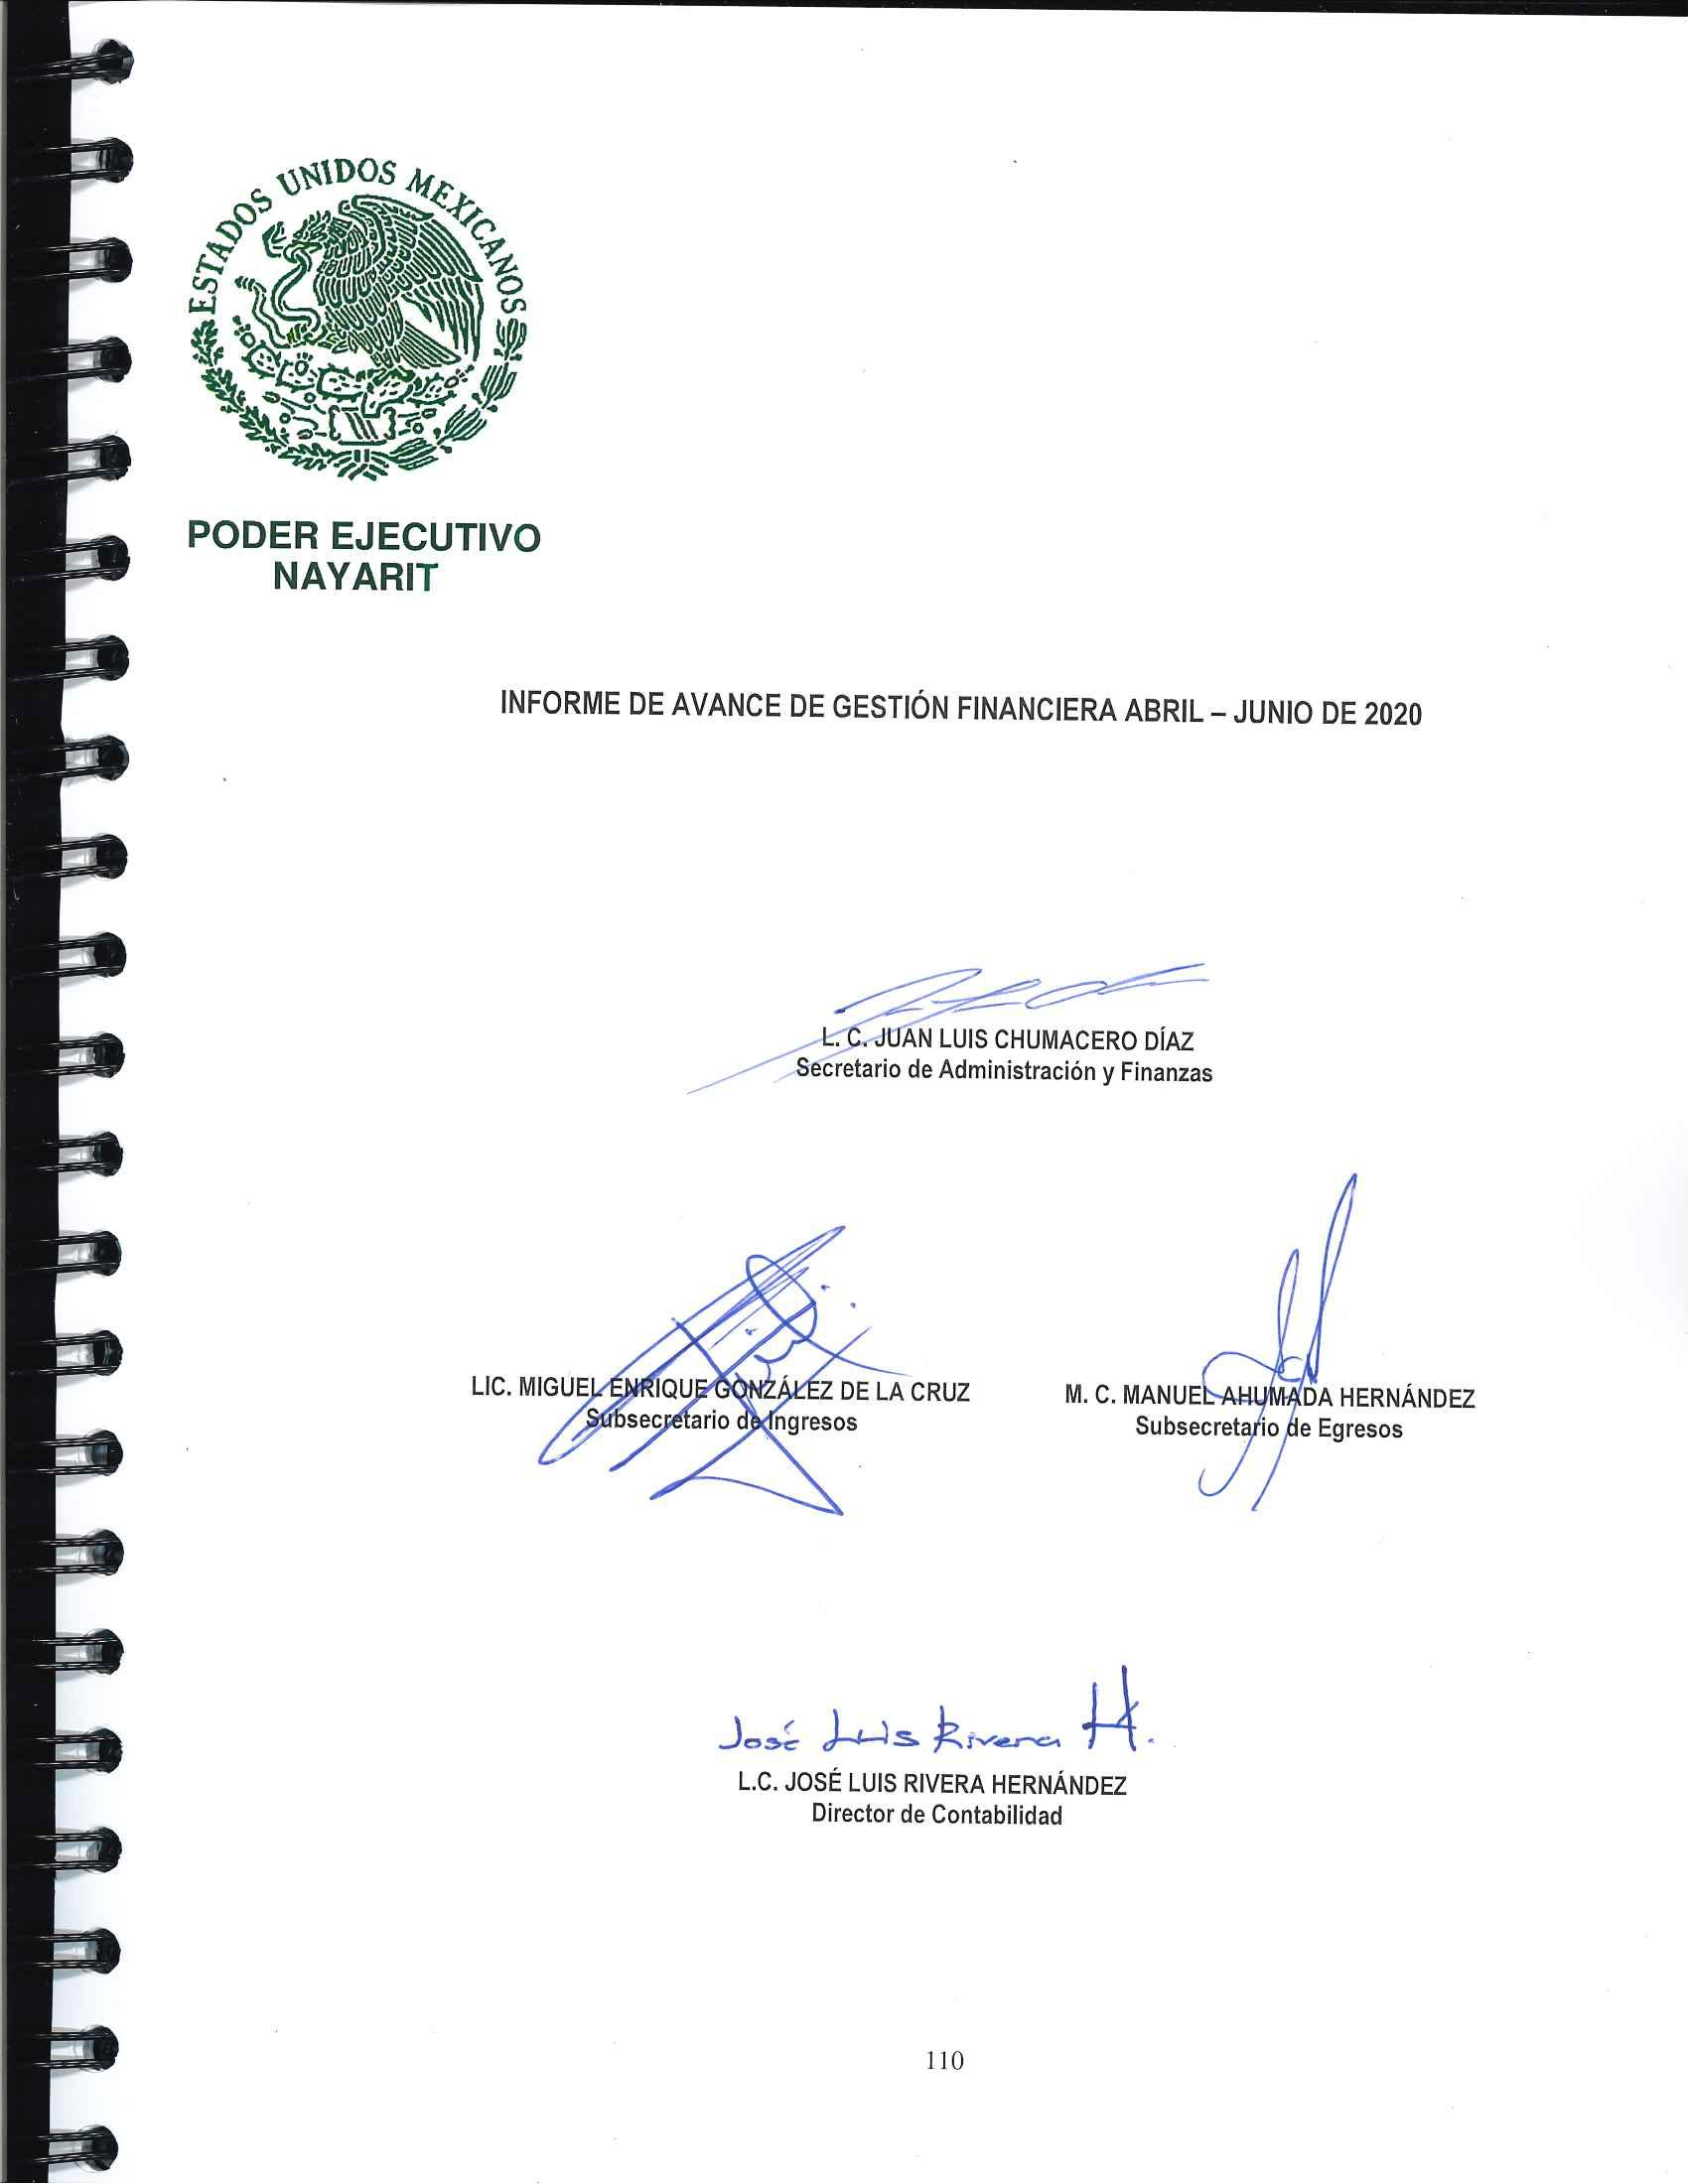 ESTADOS UNIDOS MEXICANOS
PODER EJECUTIVO
NAYARIT
INFORME DE AVANCE DE GESTIÓN FINANCIERA ABRIL – JUNIO DE 2020
L. C. JUAN LUIS CHUMACERO DÍAZ
Secretario de Administración y Finanzas
LIC. MIGUEL ENRIQUE GONZÁLEZ DE LA CRUZ
Subsecretario de Ingresos
M. C. MANUEL AHUMADA HERNÁNDEZ
Subsecretario de Egresos
José Luis Rivera H.
L.C. JOSÉ LUIS RIVERA HERNÁNDEZ
Director de Contabilidad
110